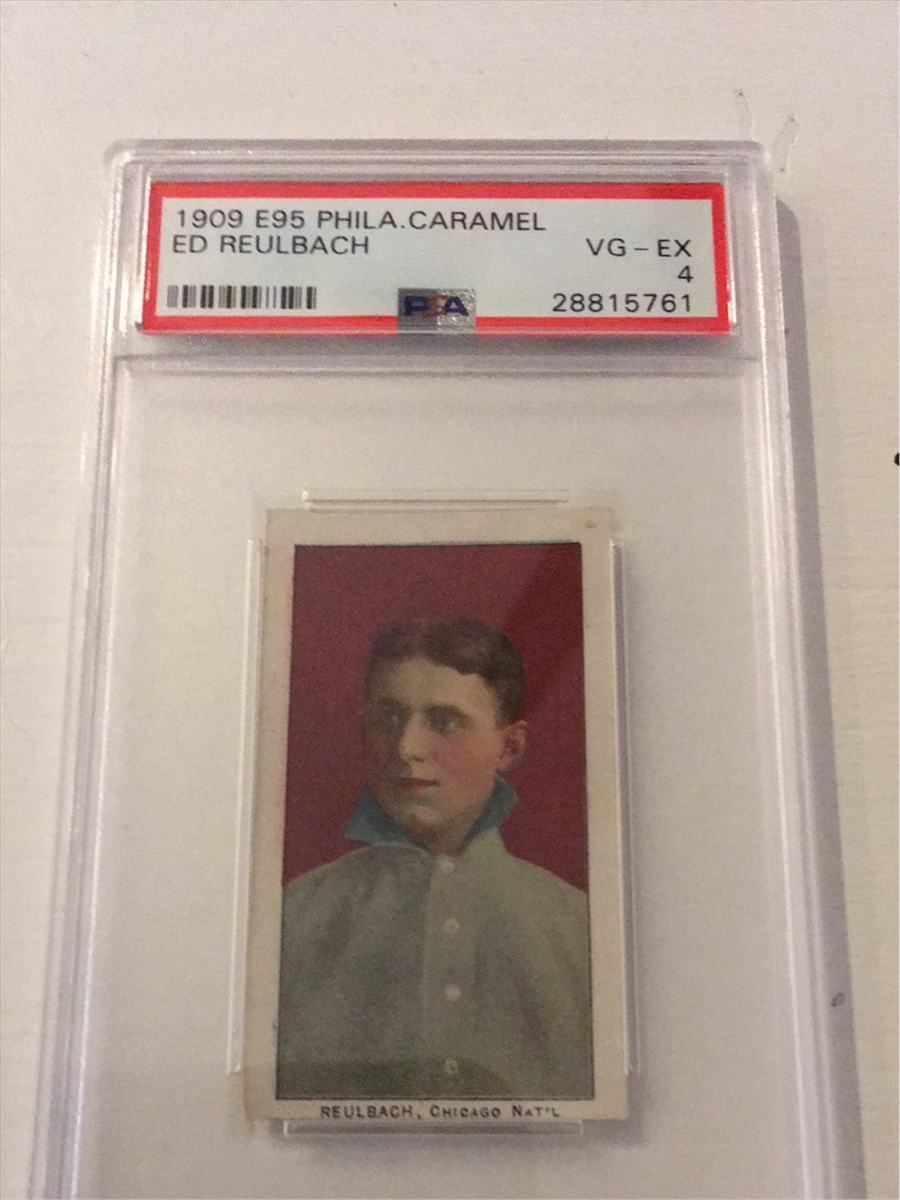 1909 E95 PHILA.CARAMEL
ED REULBACH
VG – EX
4
PSA
28815761
REULBACH, CHICAGO NAT'L